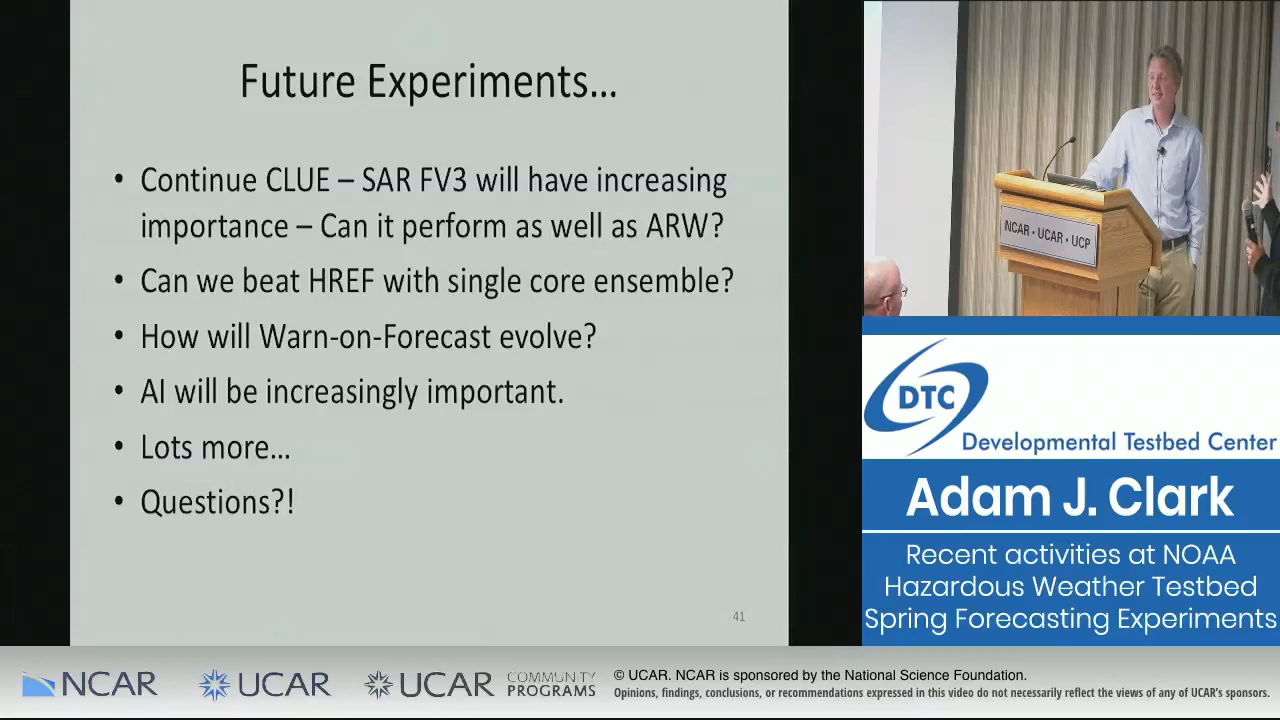 Future Experiments...
• Continue CLUE – SAR FV3 will have increasing
importance – Can it perform as well as ARW?
• Can we beat HREF with single core ensemble?
• How will Warn-on-Forecast evolve?
• AI will be increasingly important.
• Lots more...
• Questions?!
41
NCAR • UCAR • UCP
DTC
Developmental Testbed Center
Adam J. Clark
Recent activities at NOAA
Hazardous Weather Testbed
Spring Forecasting Experiments
NCAR
UCAR
UCAR
COMMUNITY
PROGRAMS
© UCAR. NCAR is sponsored by the National Science Foundation.
Opinions, findings, conclusions, or recommendations expressed in this video do not necessarily reflect the views of any of UCAR's sponsors.